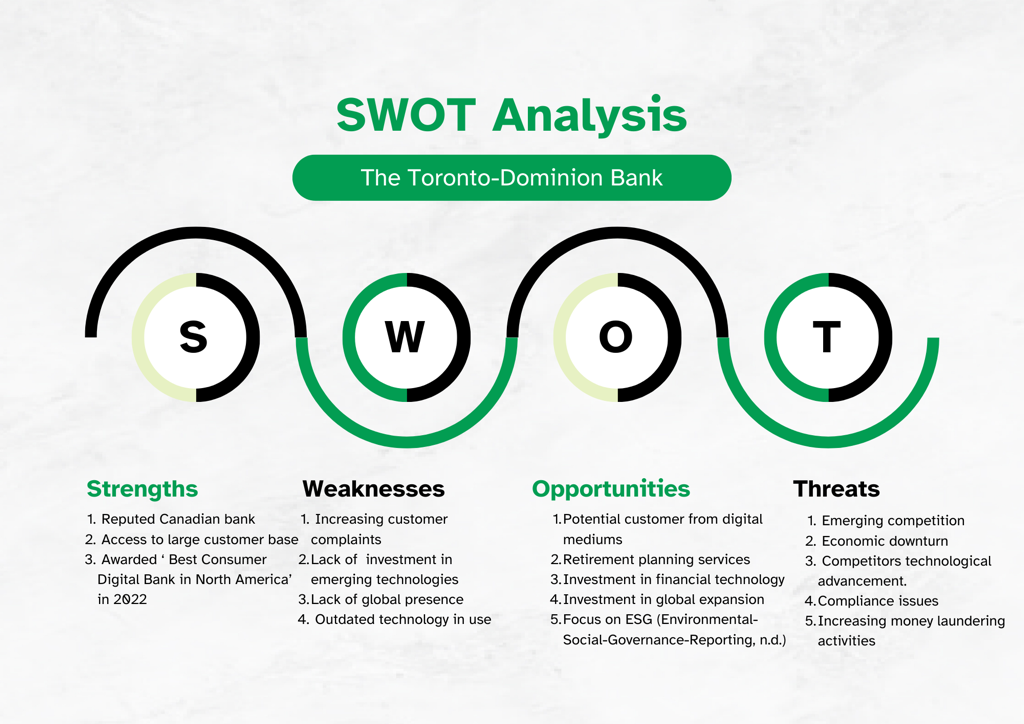 SWOT Analysis
The Toronto-Dominion Bank
S
W
O
T
Strengths
1. Reputed Canadian bank
2. Access to large customer base
3. Awarded ‘ Best Consumer
Digital Bank in North America’
in 2022
Weaknesses
1. Increasing customer
complaints
2.Lack of  investment in
emerging technologies
3.Lack of global presence
4. Outdated technology in use
Opportunities
1.Potential customer from digital
mediums
2.Retirement planning services
3.Investment in financial technology
4.Investment in global expansion
5.Focus on ESG (Environmental-
Social-Governance-Reporting, n.d.)
Threats
1. Emerging competition
2. Economic downturn
3. Competitors technological
advancement.
4.Compliance issues
5.Increasing money laundering
activities